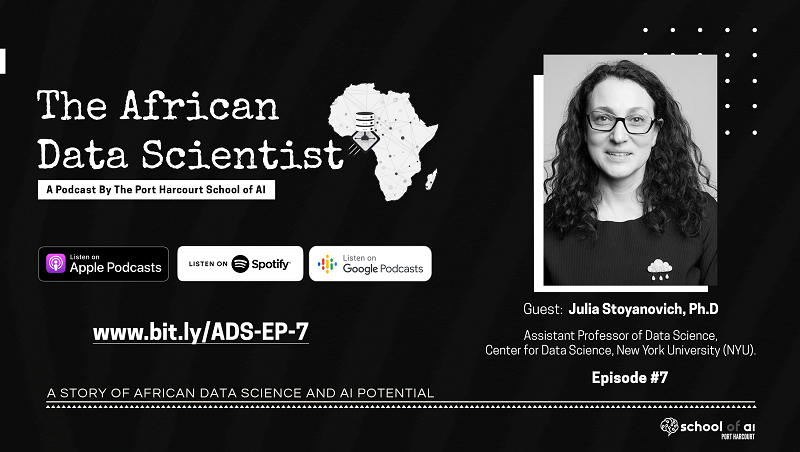 The African
Data Scientist
A Podcast By The Port Harcourt School of AI
Listen on
Apple Podcasts
LISTEN ON Spotify
Listen on
Google Podcasts
www.bit.ly/ADS-EP-7
Guest: Julia Stoyanovich, Ph.D
Assistant Professor of Data Science,
Center for Data Science, New York University (NYU).
Episode #7
A STORY OF AFRICAN DATA SCIENCE AND AI POTENTIAL
school of ai
PORT HARCOURT